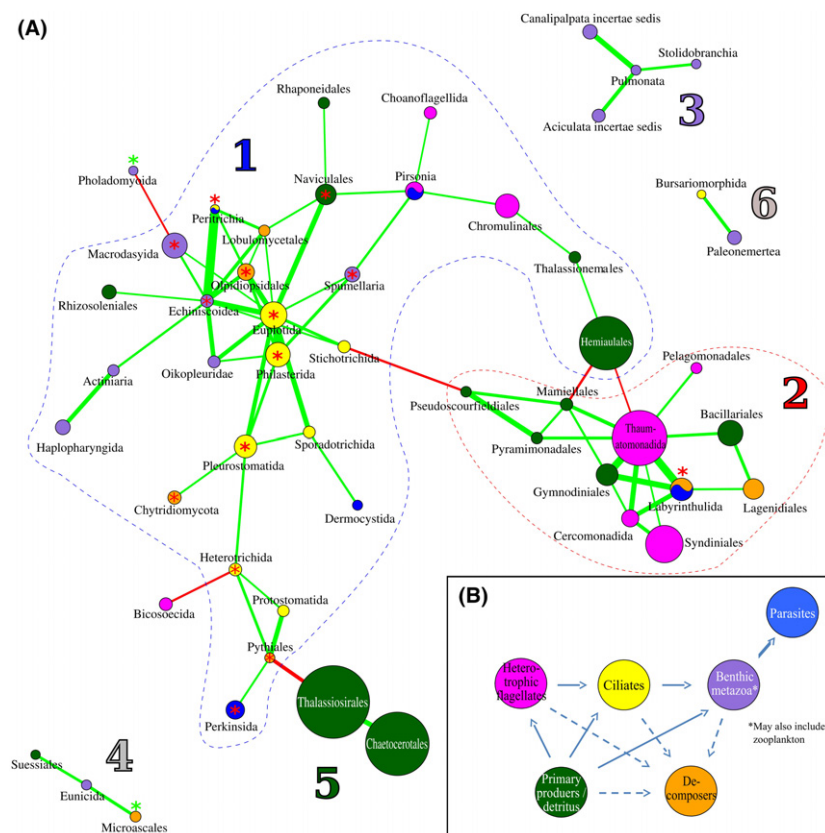 (A)
Canalipalpata incertae sedis
Stolidobranchia
Pulmonata
Aciculata incertae sedis
3
Rhaponeidales
Choanoflagellida
1
Pholadomyoida
*
Naviculales
*
Pirsonia
Bursariomorphida
6
Paleonemertea
*
Peritrichia
Lobulomycetales
Chromulinales
Macrodasyida
*
Olpidiopsidales
*
Spumellaria
*
Thalassionemales
Rhizosoleniales
Echiniscoidea
*
Euplotida
*
Stichotrichida
Hemiaulales
Oikopleuridae
Philasterida
*
Actiniaria
Pelagomonadales
2
Mamiellales
Pseudoscourfieldiales
Bacillariales
Thaum-
atomonadida
Haplopharyngida
Pyramimonadales
Pleurostomatida
*
Sporadotrichida
Gymnodiniales
*
Labyrinthulida
Lagenidiales
Chytridiomycota
*
Dermocystida
Cercomonadida
Syndiniales
Heterotrichida
*
Bicosoecida
Protostomatida
Pythiales
*
Perkinsida
*
Thalassiosirales
Chaetocerotales
5
4
Suessiales
Eunicida
*
Microascales
(B)
Parasites
Hetero-
trophic
flagellates
Ciliates
Benthic
metazoa*
*May also include
zooplankton
Primary
produers /
detritus
De-
composers